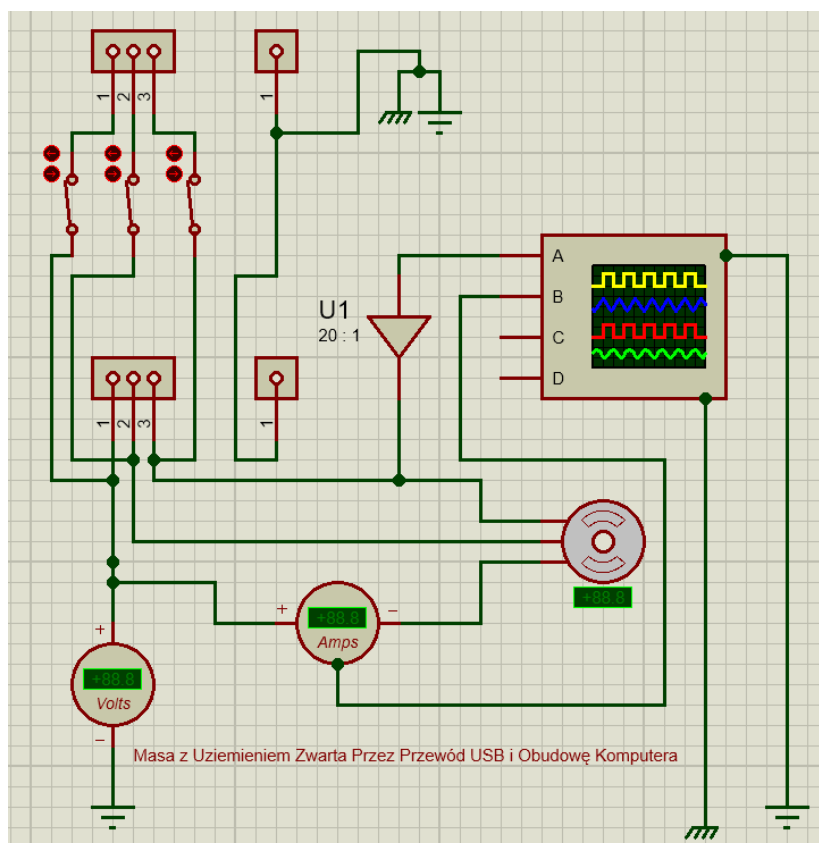 1 2 3
1
A
B
C
D
U1
20 : 1
1 2 3
1
+88.8
+ +88.8 −
Amps
+
+88.8
Volts
−
Masa z Uziemieniem Zwarta Przez Przewód USB i Obudowę Komputera